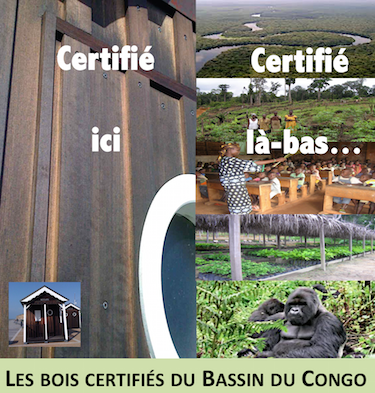 Certifié
ici
Certifié
là-bas...
LES BOIS CERTIFIÉS DU BASSIN DU CONGO